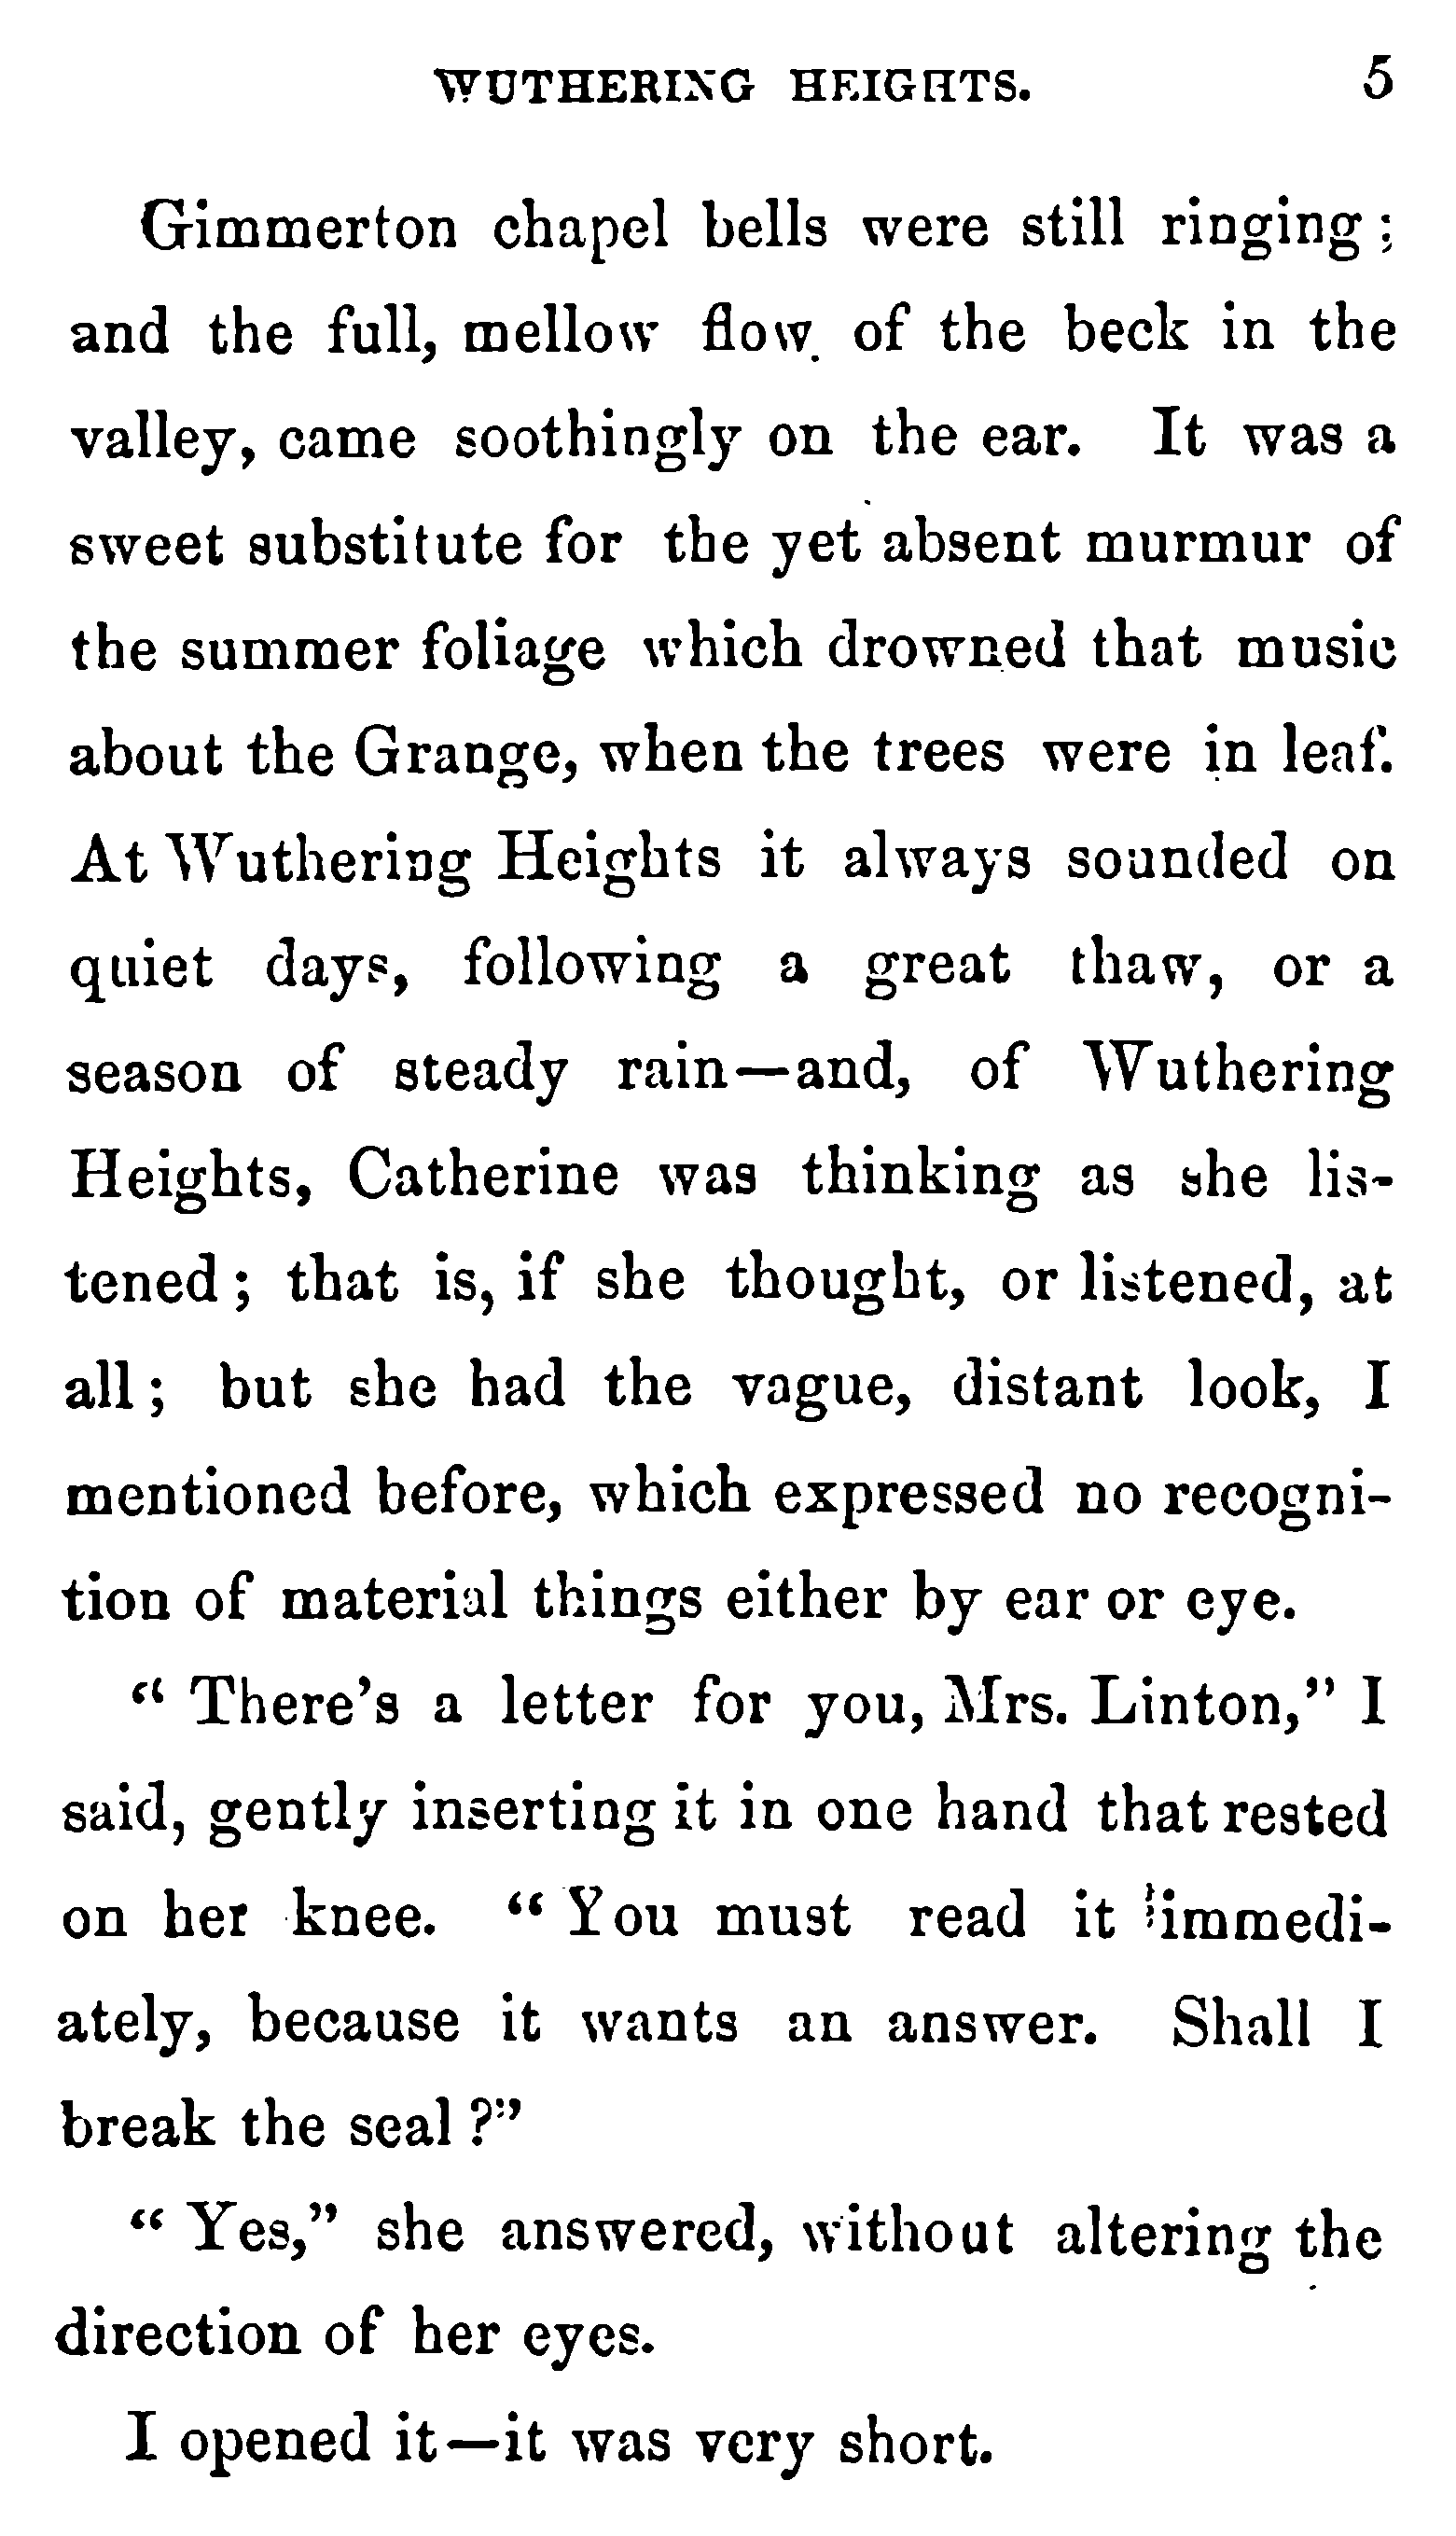 WUTHERING HEIGHTS. 5
Gimmerton chapel bells were still ringing;
and the full, mellow flow of the beck in the
valley, came soothingly on the ear. It was a
sweet substitute for the yet absent murmur of
the summer foliage which drowned that music
about the Grange, when the trees were in leaf.
At Wuthering Heights it always sounded on
quiet days, following a great thaw, or a
season of steady rain—and, of Wuthering
Heights, Catherine was thinking as she lis-
tened; that is, if she thought, or listened, at
all; but she had the vague, distant look, I
mentioned before, which expressed no recogni-
tion of material things either by ear or eye.
"There's a letter for you, Mrs. Linton," I
said, gently inserting it in one hand that rested
on her knee. "You must read it immedi-
ately, because it wants an answer. Shall I
break the seal?"
"Yes," she answered, without altering the
direction of her eyes.
I opened it—it was very short.